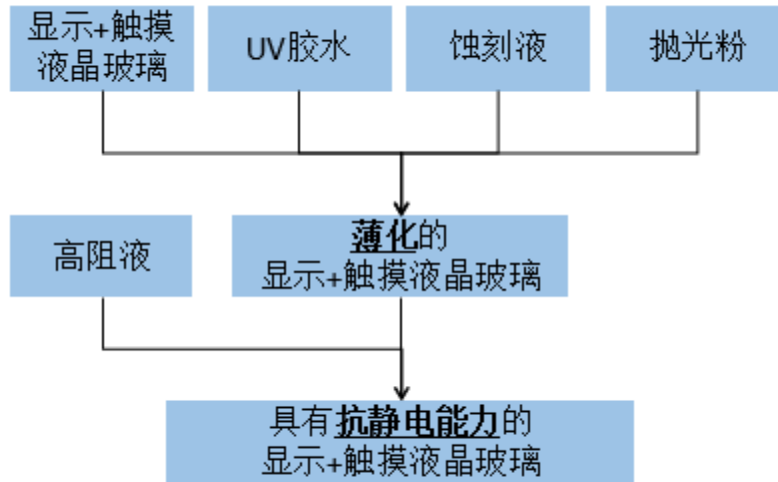 显示+触摸
液晶玻璃
UV胶水
蚀刻液
抛光粉
高阻液
薄化的
显示+触摸液晶玻璃
具有抗静电能力的
显示+触摸液晶玻璃